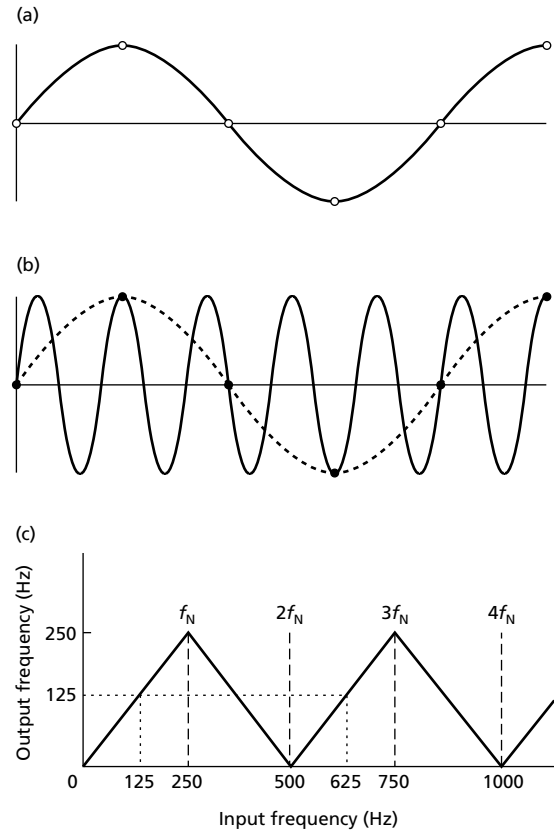 (a)
(b)
(c)
Output frequency (Hz)
f_N 2f_N 3f_N 4f_N
250
125
0 125 250 500 625 750 1000
Input frequency (Hz)